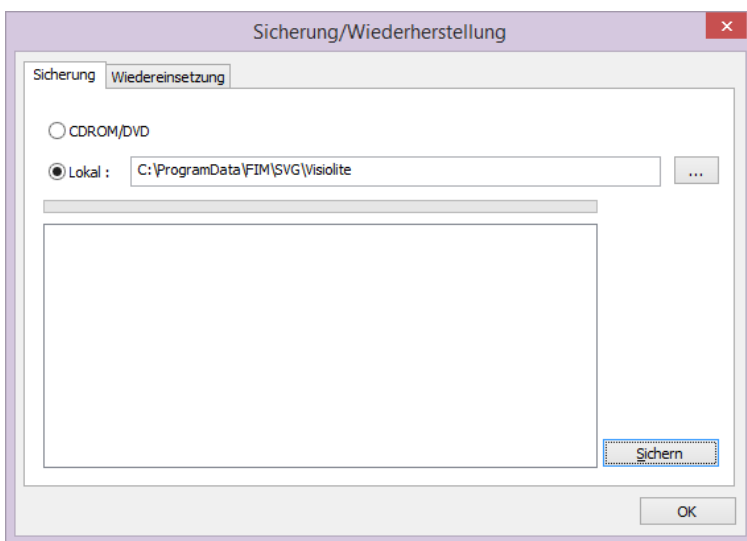 Sicherung/Wiederherstellung
×
Sicherung Wiedereinsetzung
CDROM/DVD
Lokal : C:\ProgramData\FIM\SVG\Visiolite ...
Sichern
OK